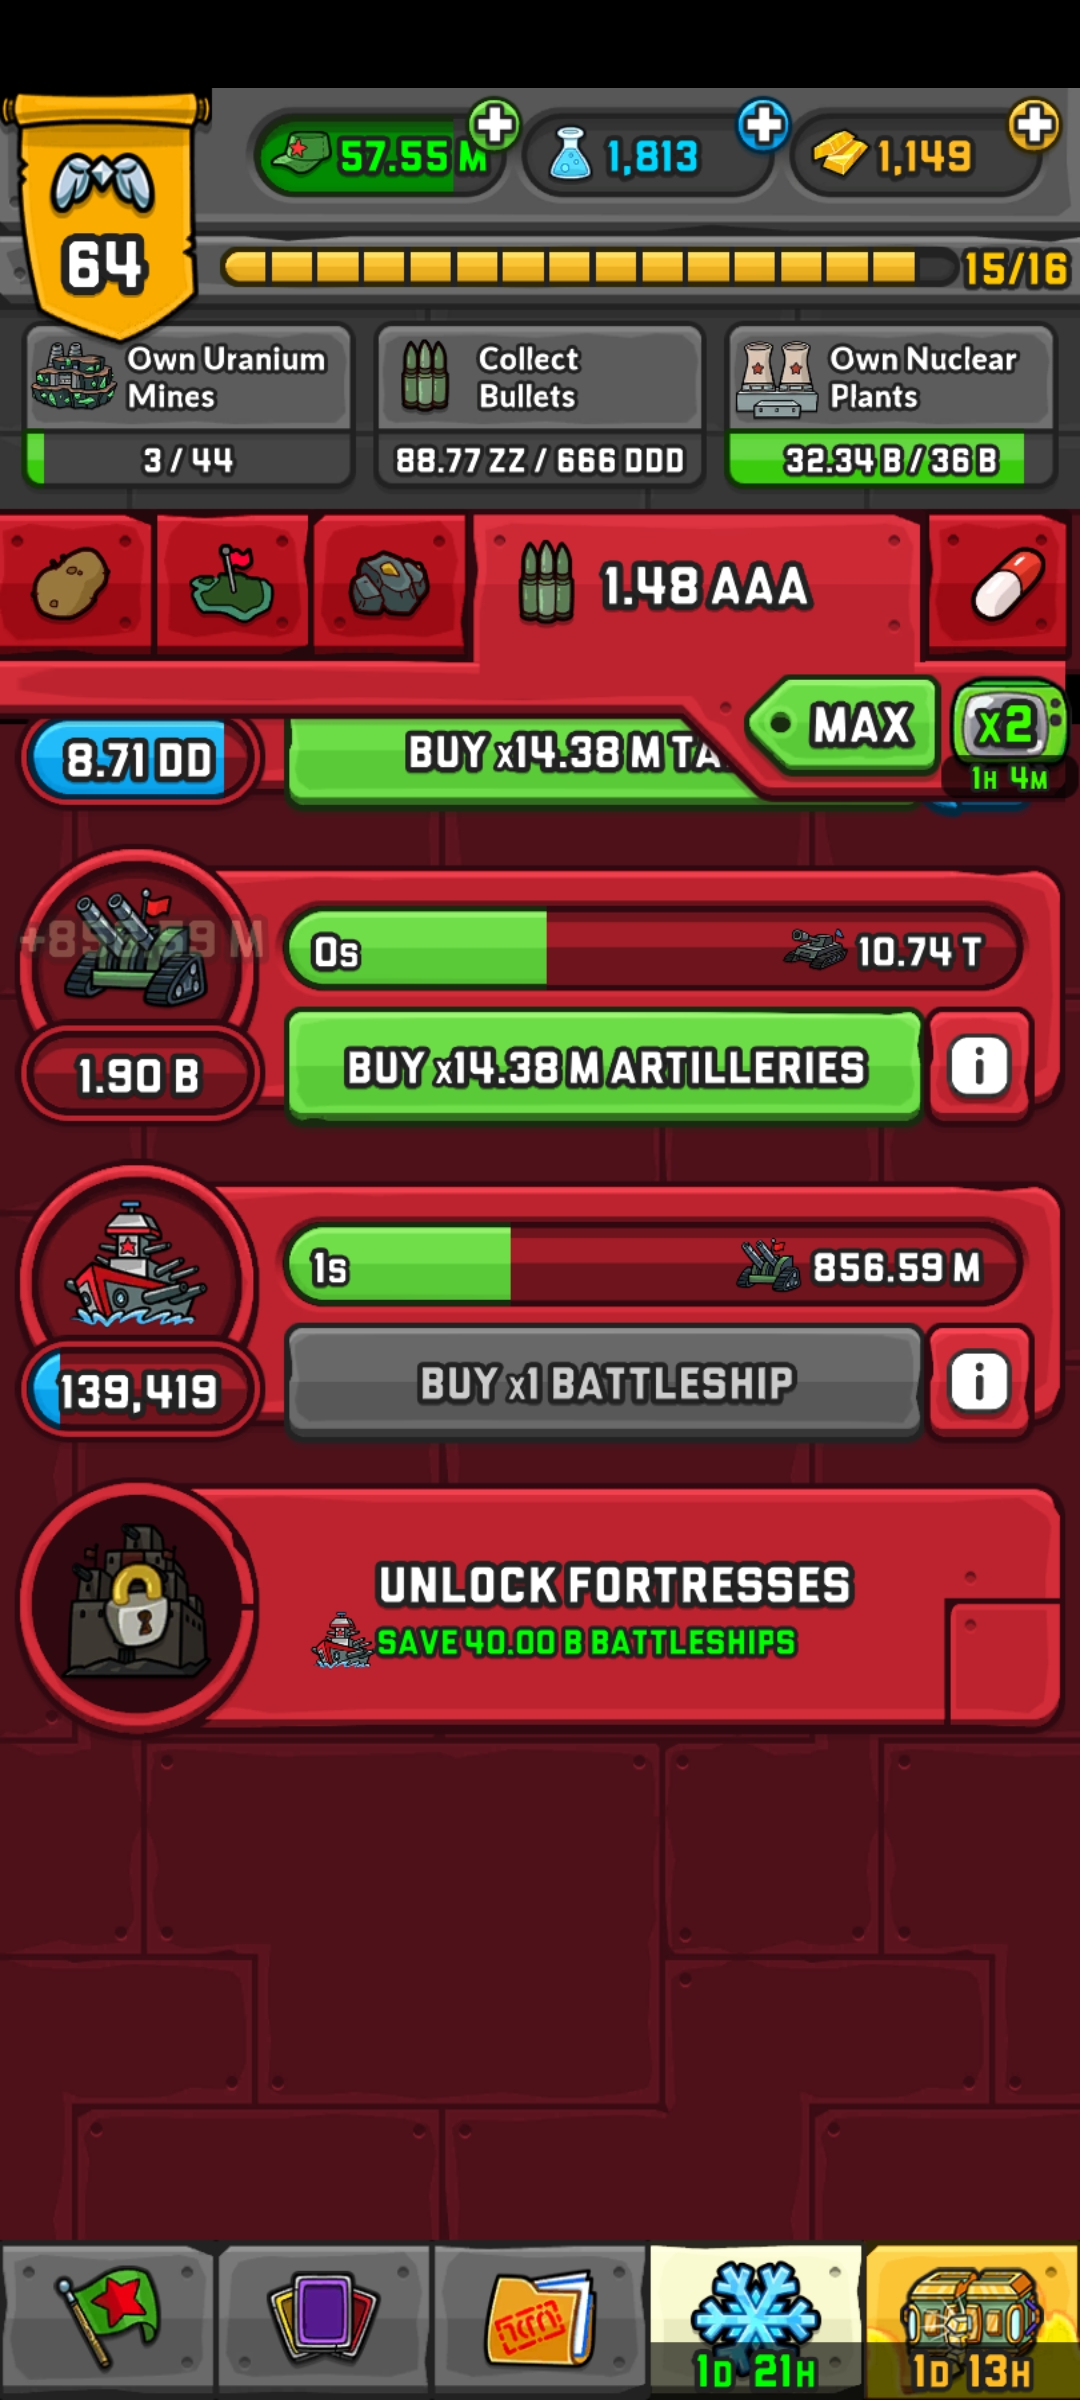 57.55 M
1,813
1,149
64
15/16
Own Uranium
Mines
3 / 44
Collect
Bullets
88.77 ZZ / 666 DDD
Own Nuclear
Plants
32.34 B / 36 B
1.48 AAA
MAX
x2
1H 4M
8.71 DD
BUY x14.38 M TA
0s
10.74 T
1.90 B
BUY x14.38 M ARTILLERIES
i
1s
856.59 M
139,419
BUY x1 BATTLESHIP
i
UNLOCK FORTRESSES
SAVE 40.00 B BATTLESHIPS
1D 21H
1D 13H